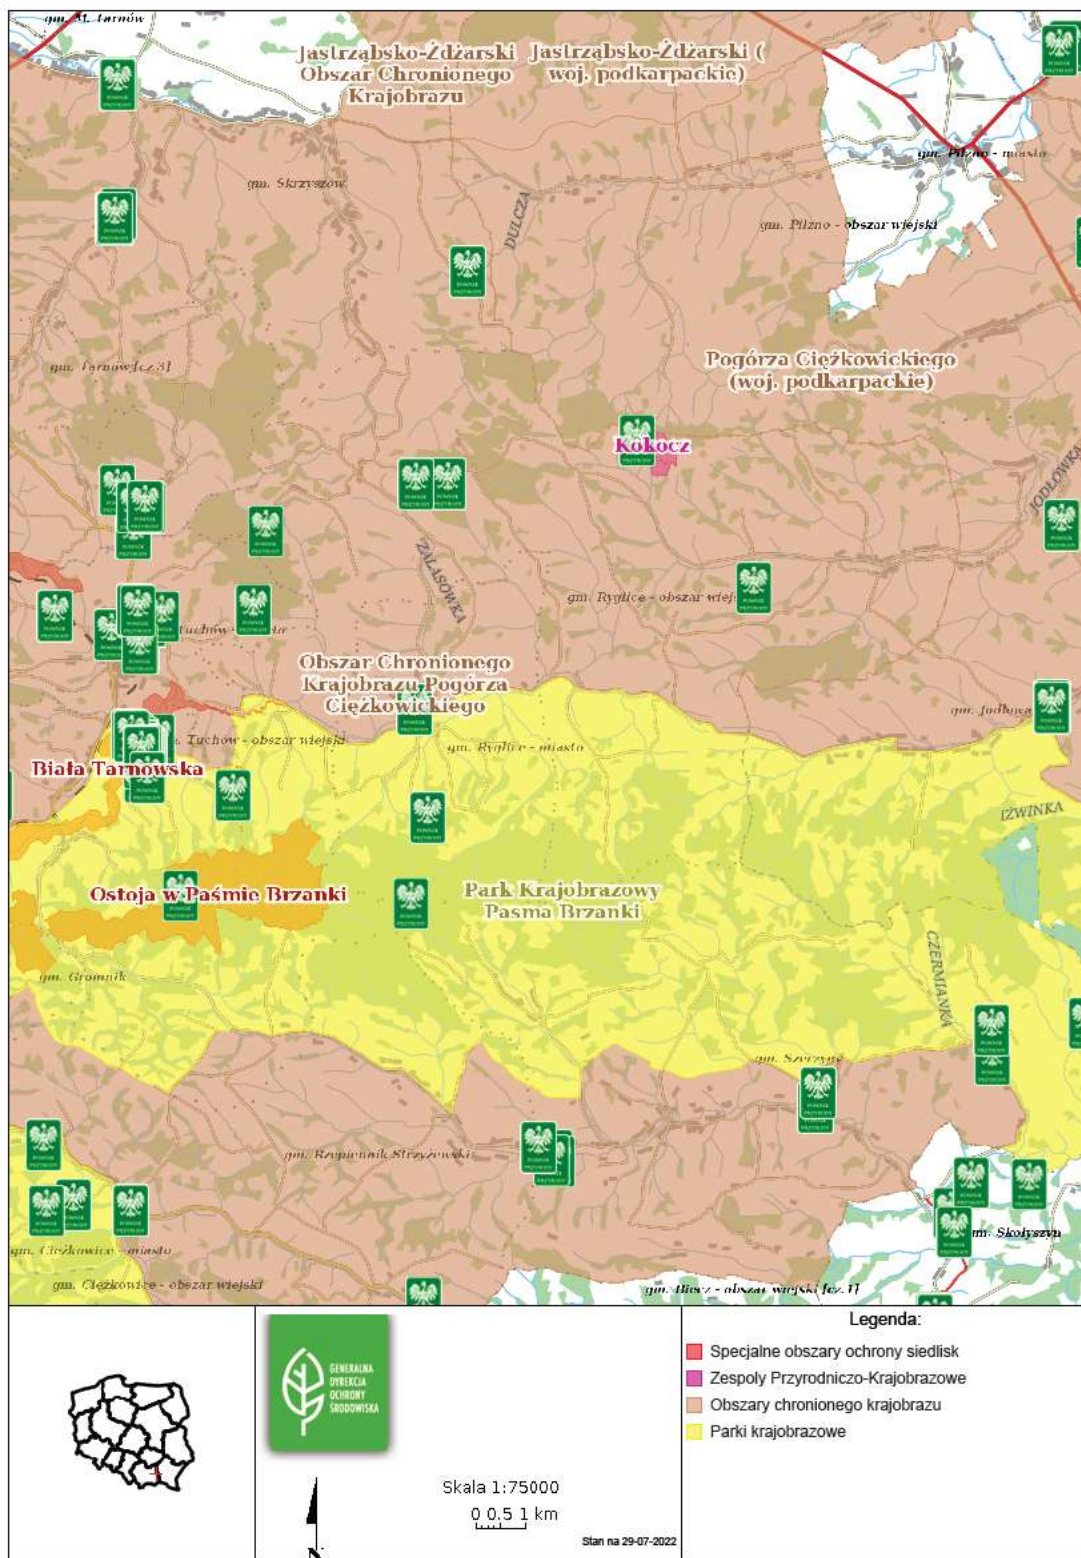 gm. M. Tarnów
Jastrząbsko-Żdżarski
Obszar Chronionego
Krajobrazu
Jastrząbsko-Żdżarski (
woj. podkarpackie)
gm. Pilzno - miasto
gm. Skrzyszów
DULCZA
gm. Pilzno - obszar wiejski
gm. Tarnów [cz.3]
Pogórza Ciężkowickiego
(woj. podkarpackie)
Kokocz
JODŁÓWKA
ZALASÓWKA
gm. Ryglice - obszar wiej
Tuchów -
Obszar Chronionego
Krajobrazu Pogórza
Ciężkowickiego
gm. Jodłowa
Tuchów - obszar wiejski
gm. Ryglice - miasto
Biała Tarnowska
IŻWINKA
Ostoja w Paśmie Brzanki
Park Krajobrazowy
Pasma Brzanki
CZERMIANKA
gm. Gromnik
gm. Szerzyny
gm. Rzepiennik Strzyżewski
gm. Skołyszyn
gm. Ciężkowice - miasto
gm. Ciężkowice - obszar wiejski
gm. Biecz - obszar wiejski [cz.1]
Legenda:
Specjalne obszary ochrony siedlisk
Zespoly Przyrodniczo-Krajobrazowe
Obszary chronionego krajobrazu
Parki krajobrazowe
GENERALNA
DYREKCJA
OCHRONY
ŚRODOWISKA
Skala 1:75000
0 0.5 1 km
Stan na 29-07-2022
N